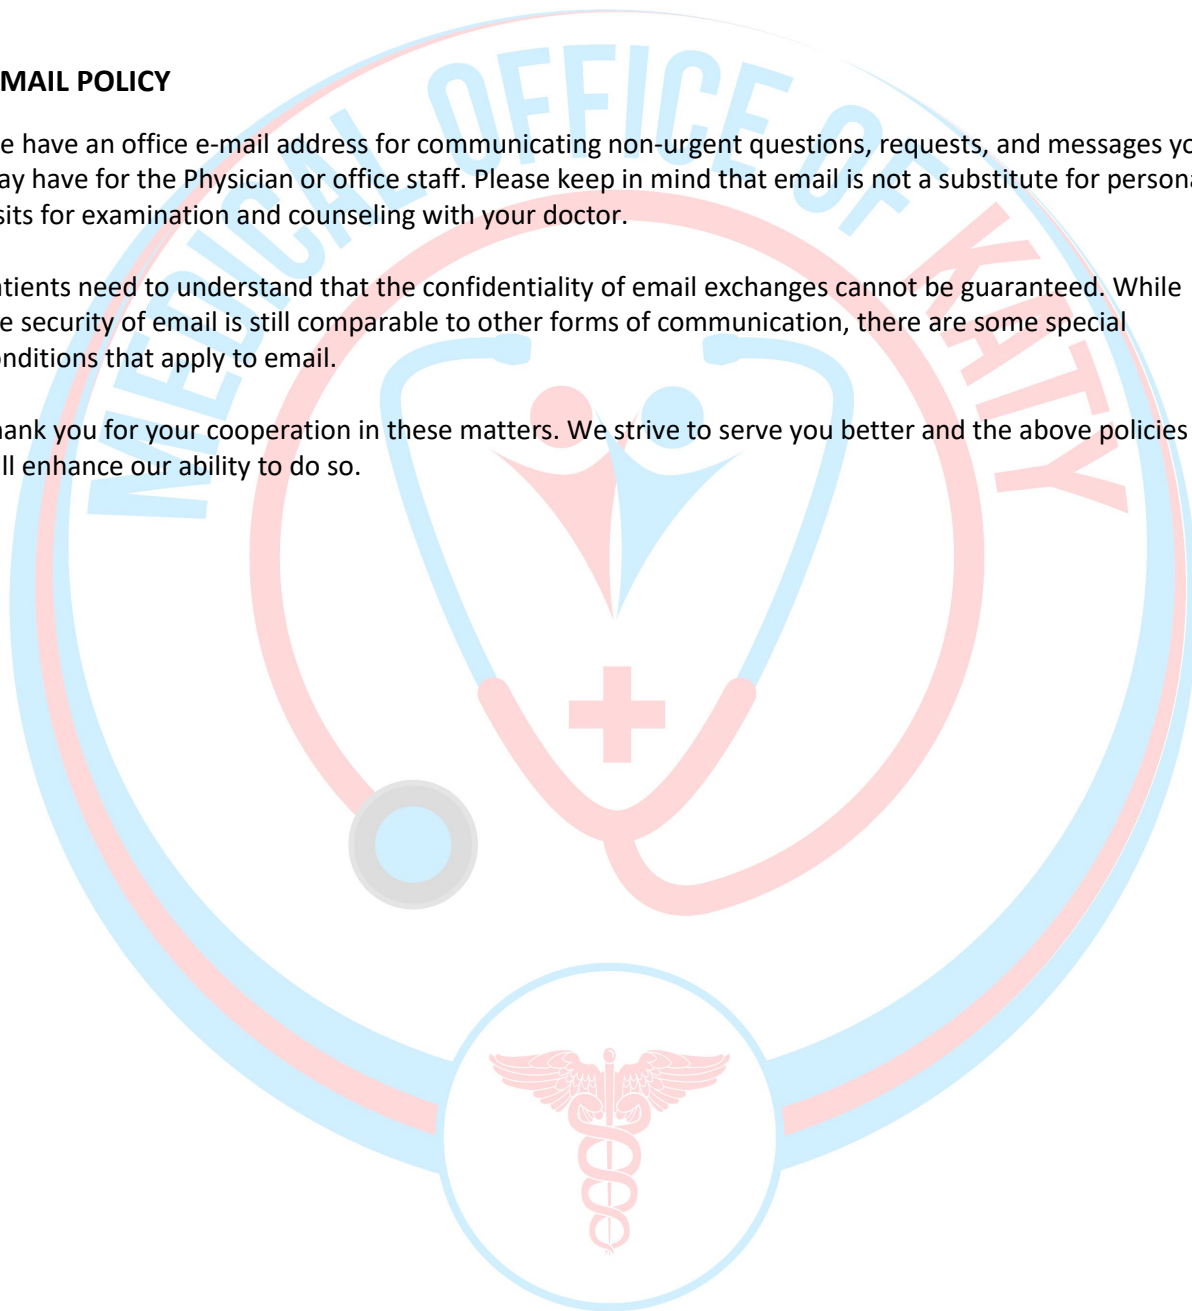 MAIL POLICY
e have an office e-mail address for communicating non-urgent questions, requests, and messages yo
ay have for the Physician or office staff. Please keep in mind that email is not a substitute for persona
sits for examination and counseling with your doctor.
atients need to understand that the confidentiality of email exchanges cannot be guaranteed. While
e security of email is still comparable to other forms of communication, there are some special
onditions that apply to email.
ank you for your cooperation in these matters. We strive to serve you better and the above policies
ll enhance our ability to do so.
MEDICAL OFFICE OF KATY